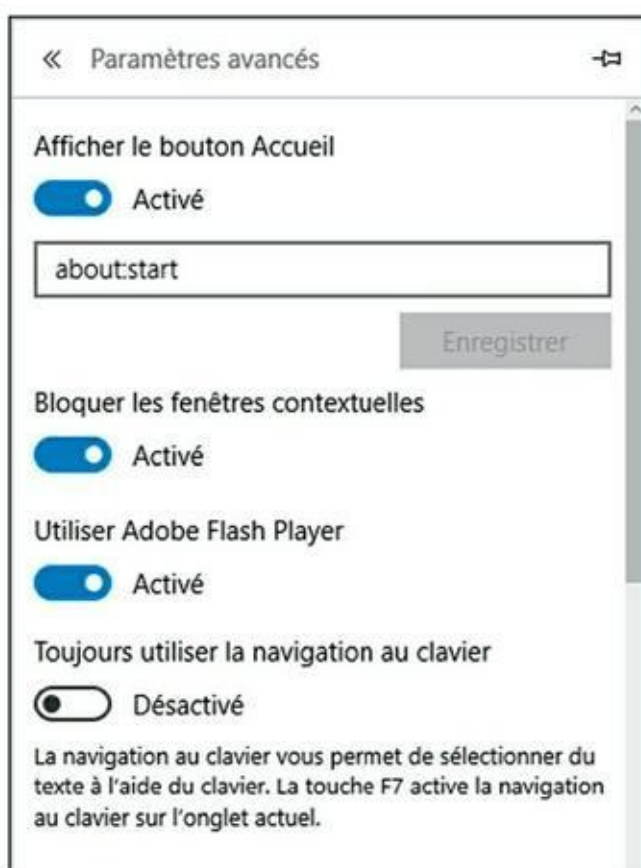 Paramètres avancés
Afficher le bouton Accueil
Activé
about:start
Enregistrer
Bloquer les fenêtres contextuelles
Activé
Utiliser Adobe Flash Player
Activé
Toujours utiliser la navigation au clavier
Désactivé
La navigation au clavier vous permet de sélectionner du
texte à l'aide du clavier. La touche F7 active la navigation
au clavier sur l'onglet actuel.